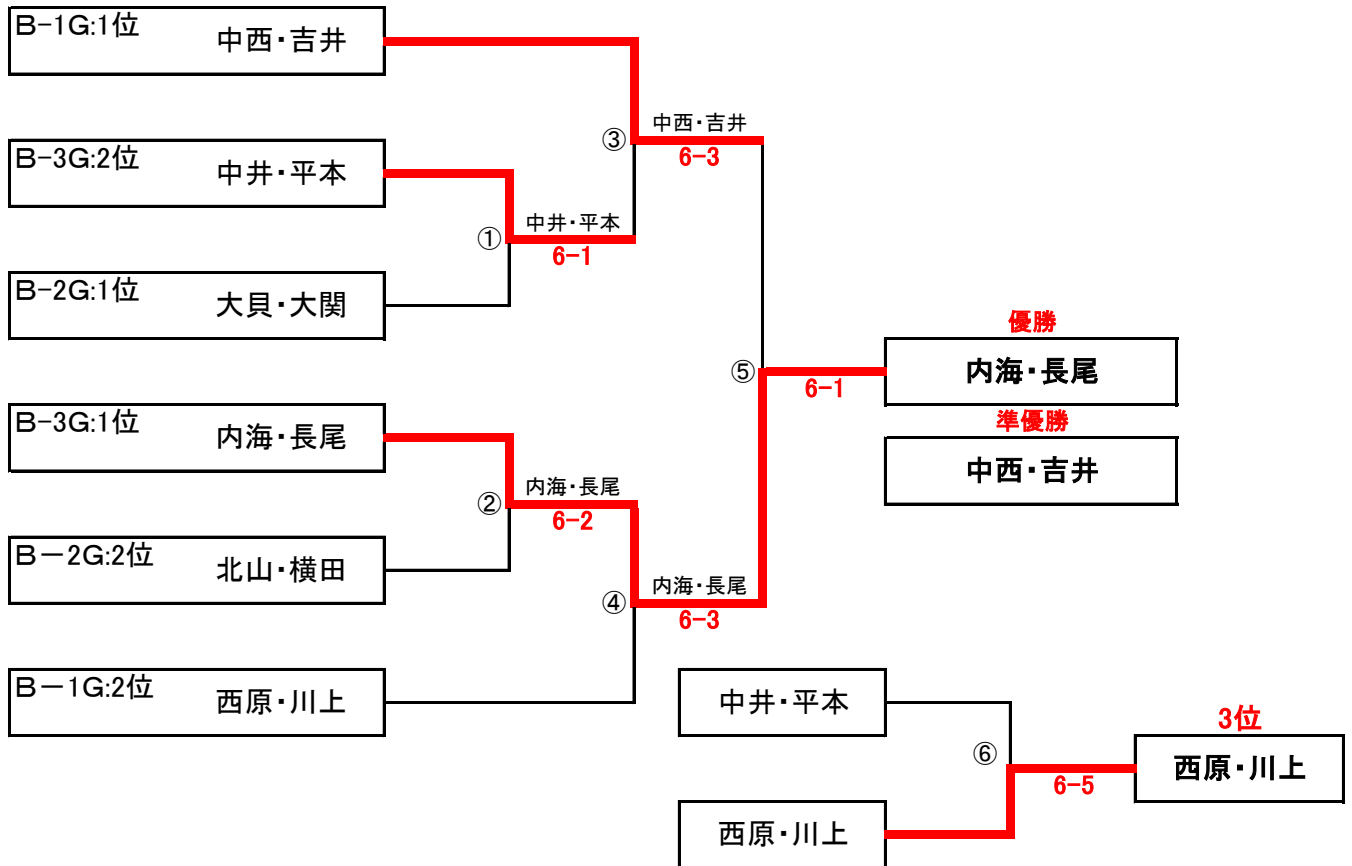 B-1G:1位 中西・吉井
③ 中西・吉井
6-3
B-3G:2位 中井・平本
① 中井・平本
6-1
B-2G:1位 大貝・大関
優勝
⑤ 内海・長尾
6-1
準優勝
中西・吉井
B-3G:1位 内海・長尾
② 内海・長尾
6-2
B－2G:2位 北山・横田
④ 内海・長尾
6-3
B－1G:2位 西原・川上
中井・平本
3位
⑥ 西原・川上
6-5
西原・川上